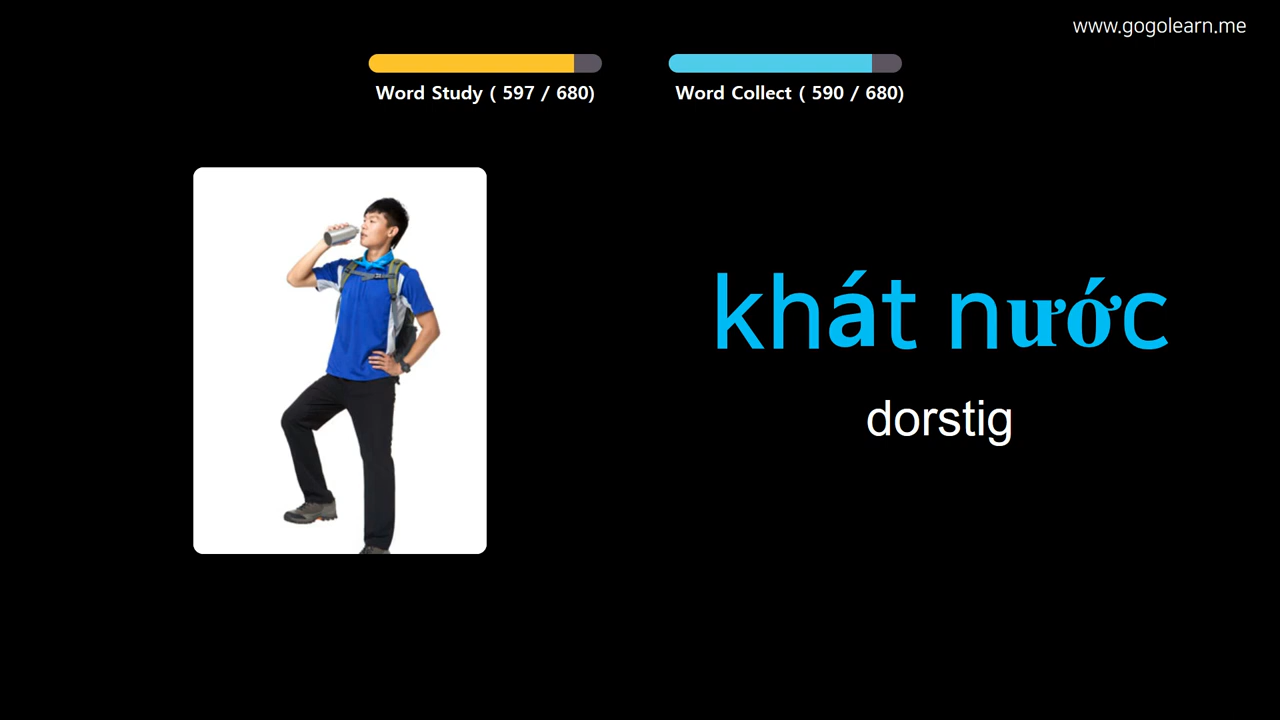 www.gogolearn.me
Word Study ( 597 / 680)
Word Collect ( 590 / 680)
khát nước
dorstig